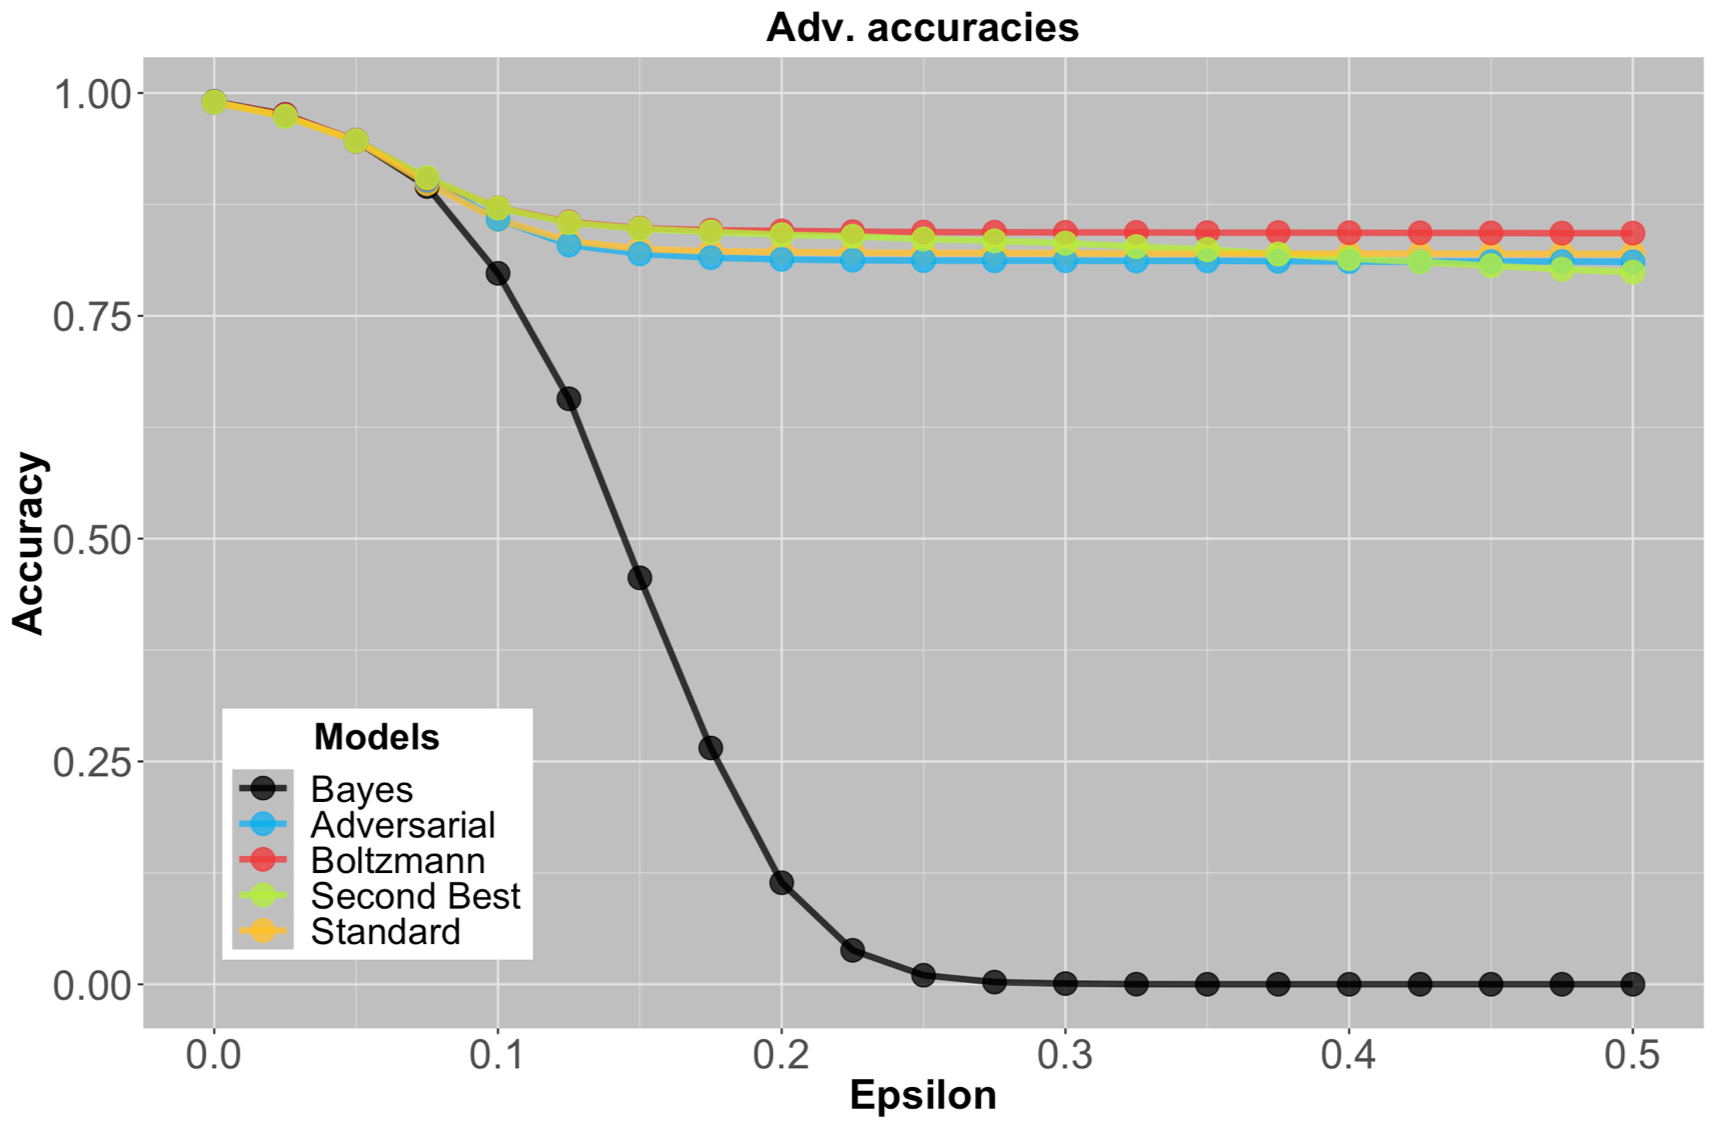 Adv. accuracies
1.00
0.75
0.50
0.25
0.00
Accuracy
Models
Bayes
Adversarial
Boltzmann
Second Best
Standard
0.0 0.1 0.2 0.3 0.4 0.5
Epsilon